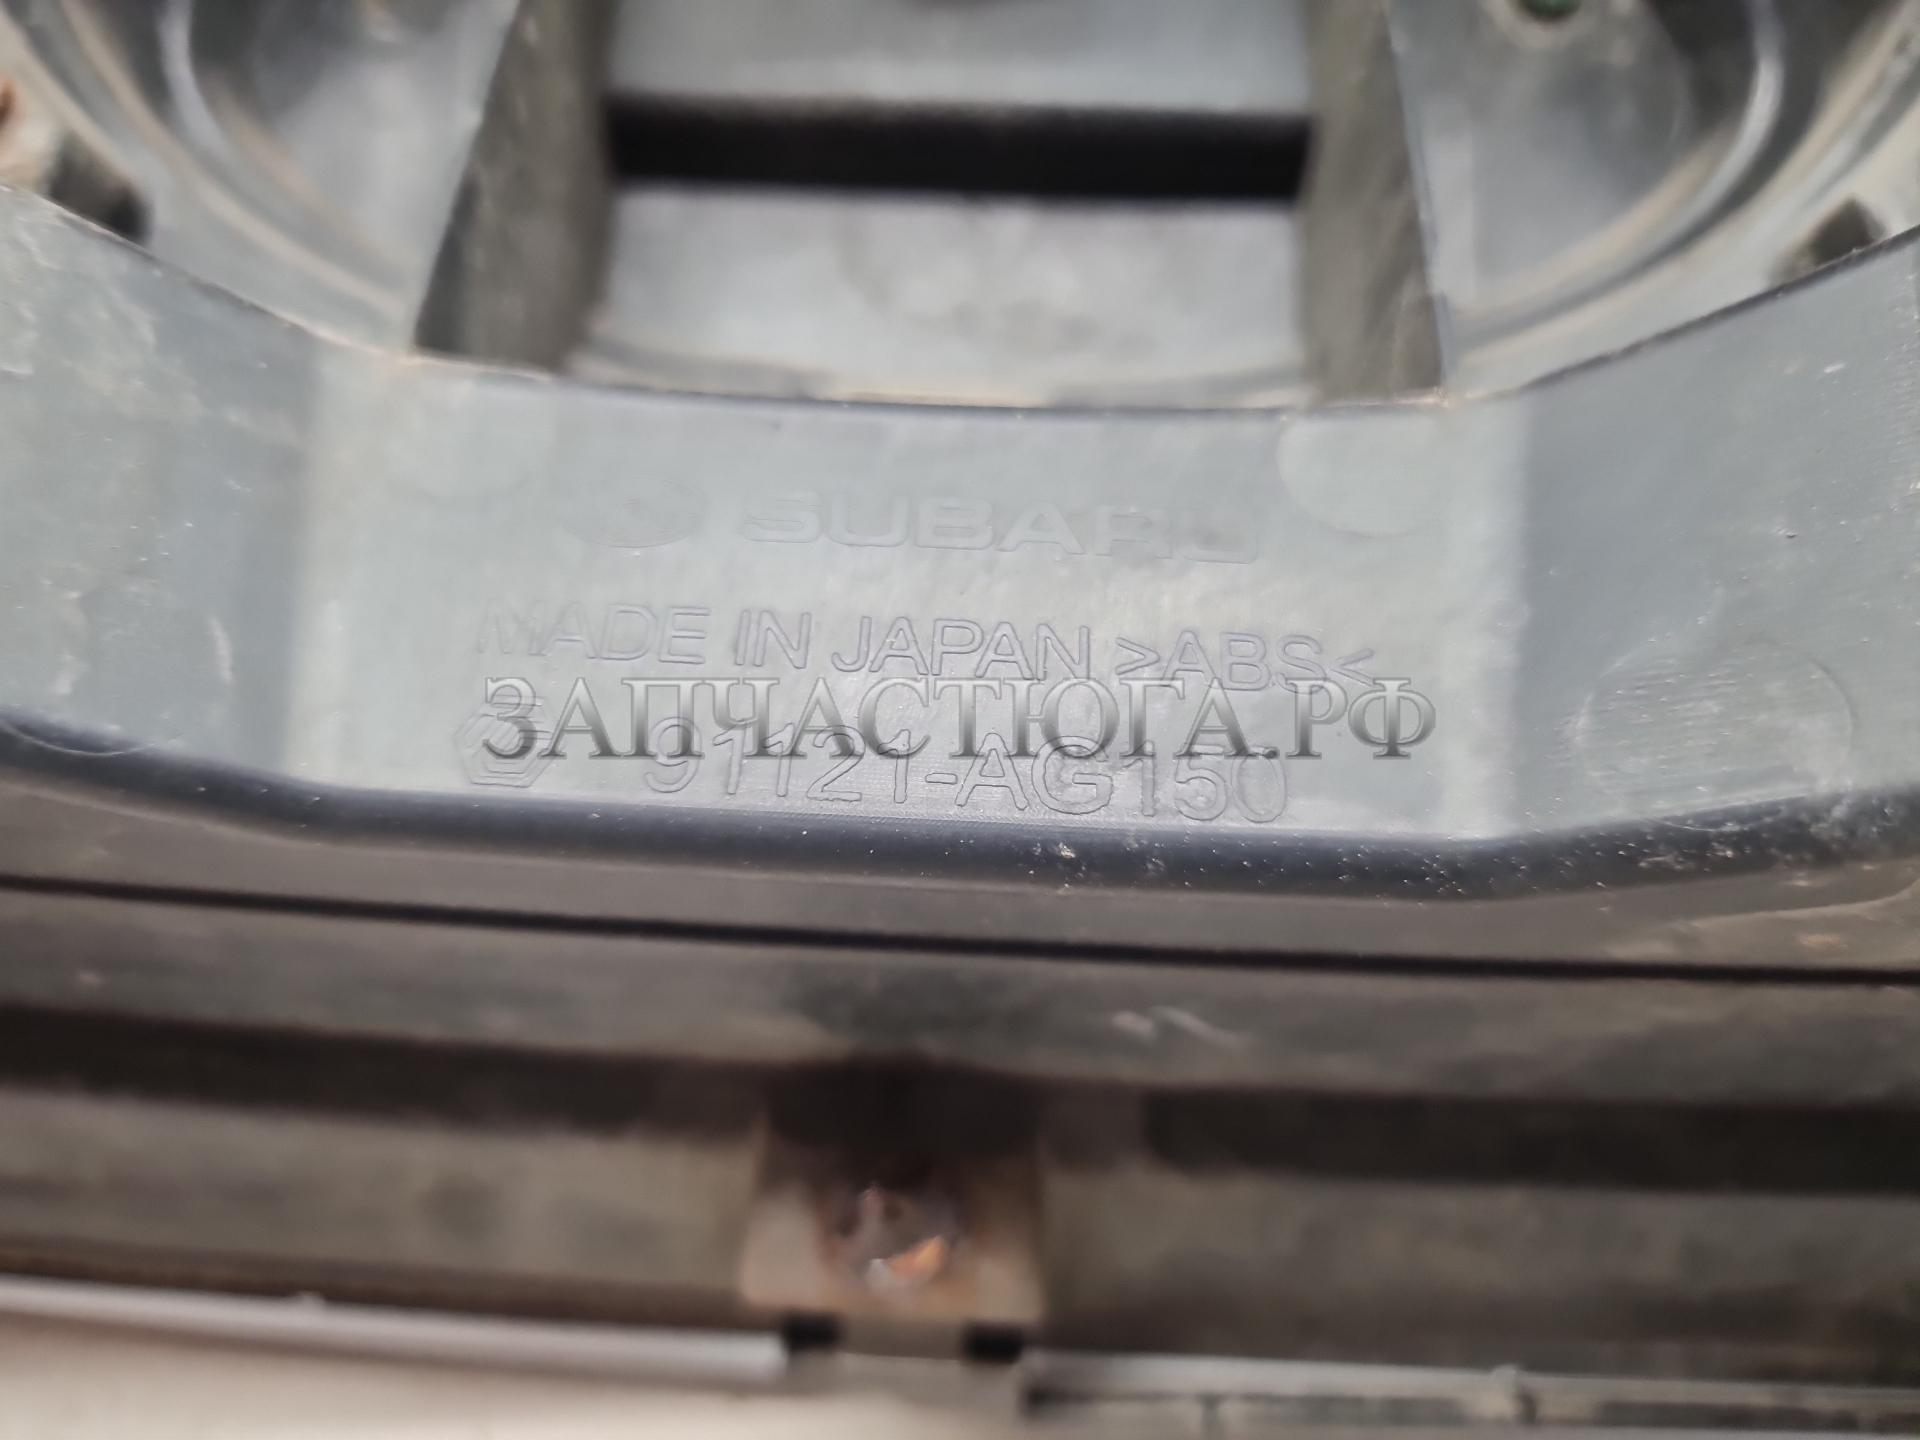 SUBARU
MADE IN JAPAN >ABS<
ЗАПЧАСТЮГА.РФ
91121-AG150